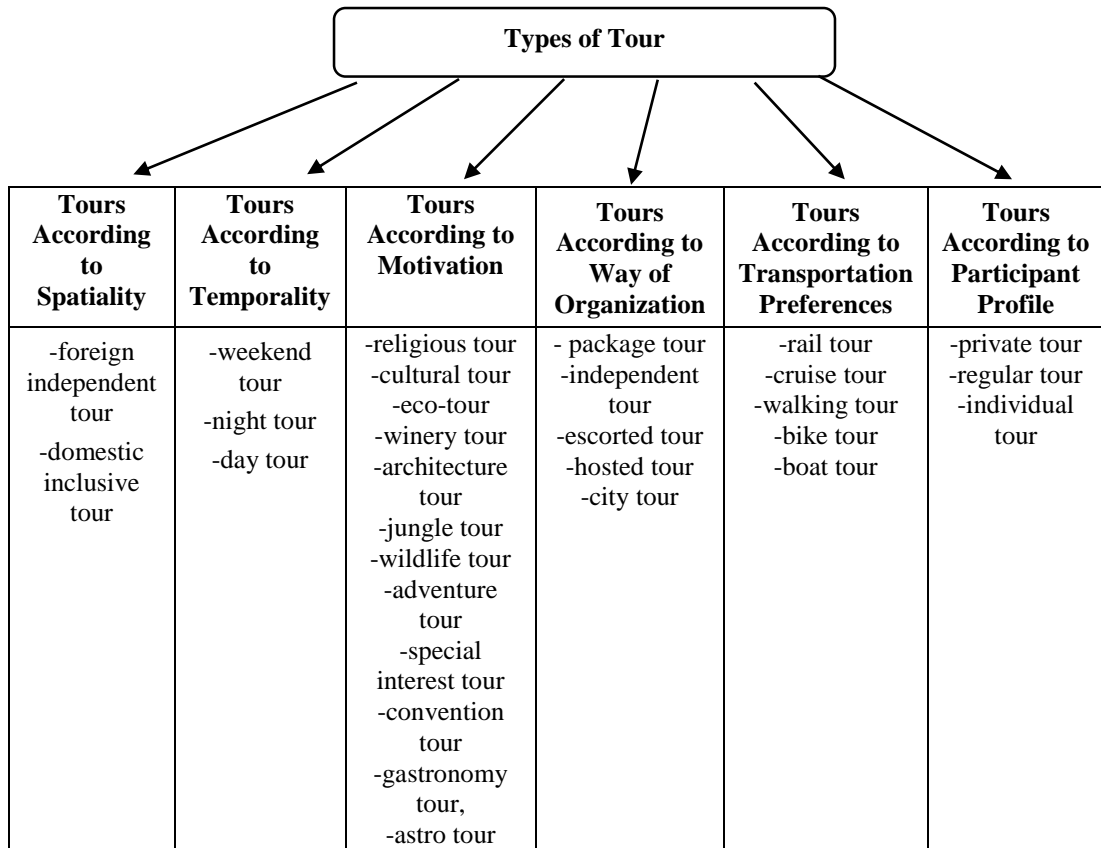 Types of Tour
Tours
According
to
Spatiality
Tours
According
to
Temporality
Tours
According to
Motivation
Tours
According to
Way of
Organization
Tours
According to
Transportation
Preferences
Tours
According to
Participant
Profile
-foreign
independent
tour
-domestic
inclusive
tour
-weekend
tour
-night tour
-day tour
-religious tour
-cultural tour
-eco-tour
-winery tour
-architecture
tour
-jungle tour
-wildlife tour
-adventure
tour
-special
interest tour
-convention
tour
-gastronomy
tour,
-astro tour
- package tour
-independent
tour
-escorted tour
-hosted tour
-city tour
-rail tour
-cruise tour
-walking tour
-bike tour
-boat tour
-private tour
-regular tour
-individual
tour